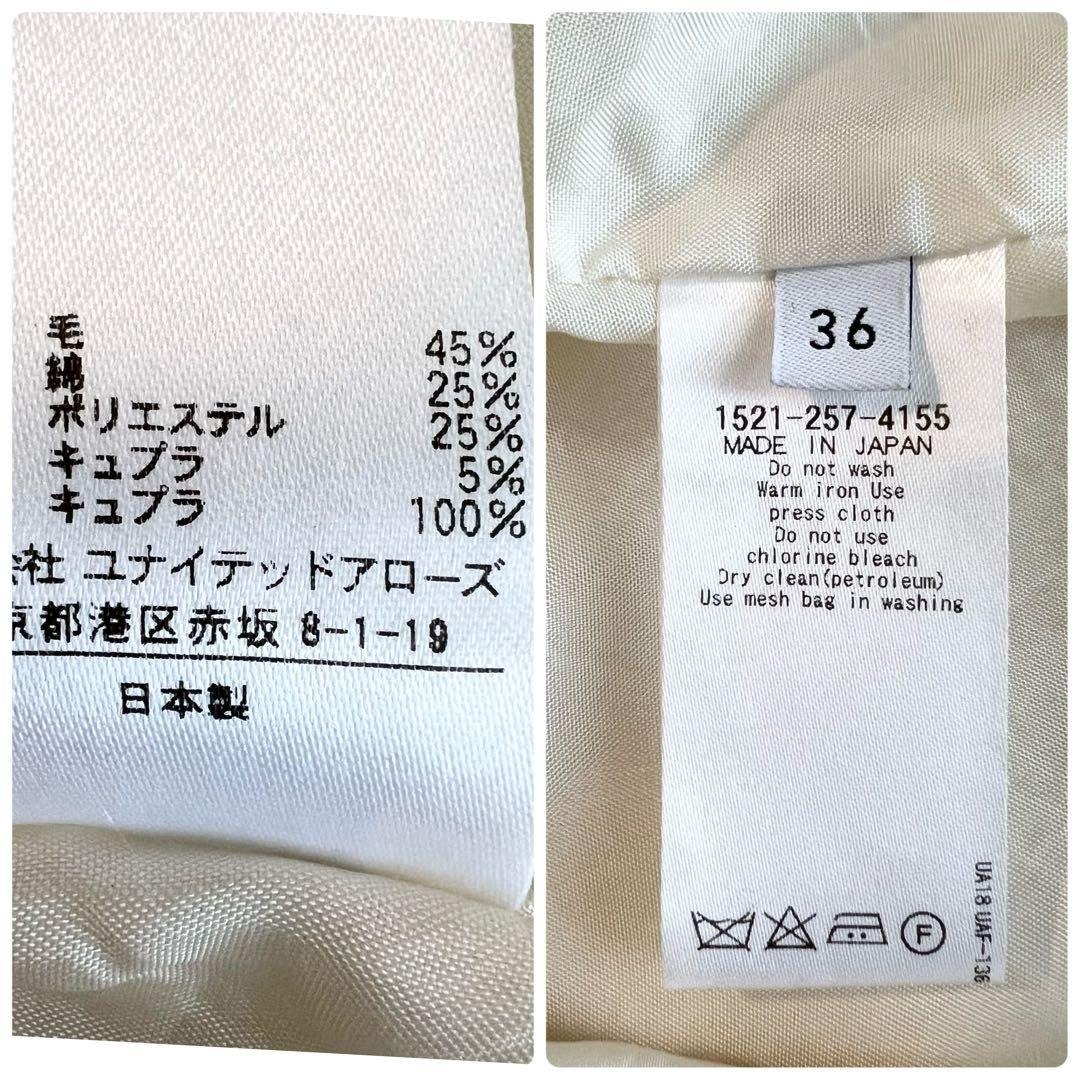 毛 45%
綿 25%
ポリエステル 25%
キュプラ 5%
キュプラ 100%
会社 ユナイテッドアローズ
京都港区赤坂 8-1-19
日本製
36
1521-257-4155
MADE IN JAPAN
Do not wash
Warm iron Use
press cloth
Do not use
chlorine bleach
Dry clean(petroleum)
Use mesh bag in washing
F
UA18 UAF-136